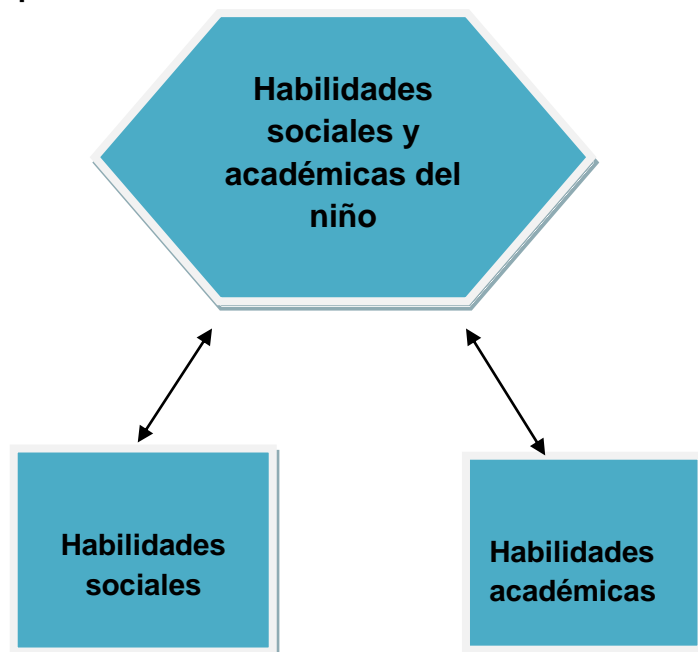 Habilidades
sociales y
académicas del
niño
Habilidades
sociales
Habilidades
académicas